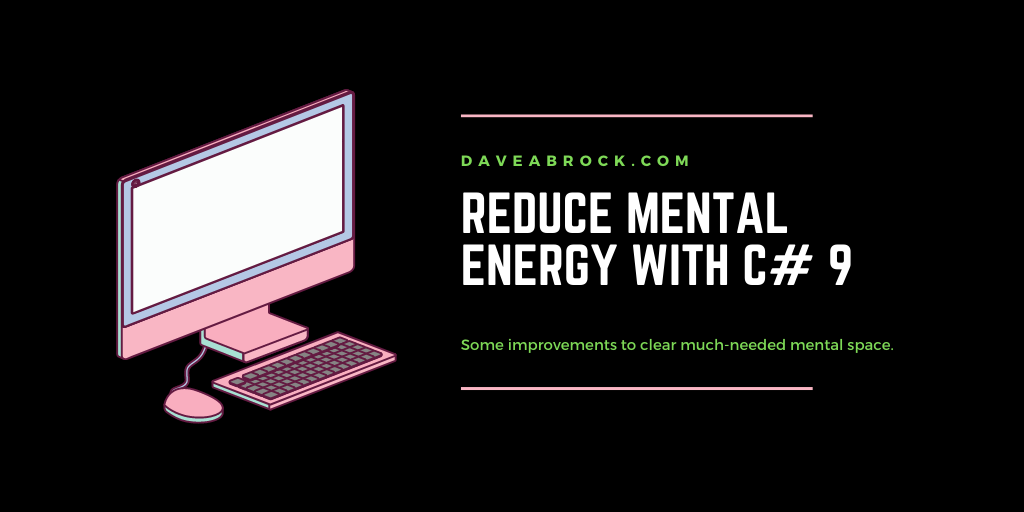 DAVEABROCK.COM
REDUCE MENTAL
ENERGY WITH C# 9
Some improvements to clear much-needed mental space.